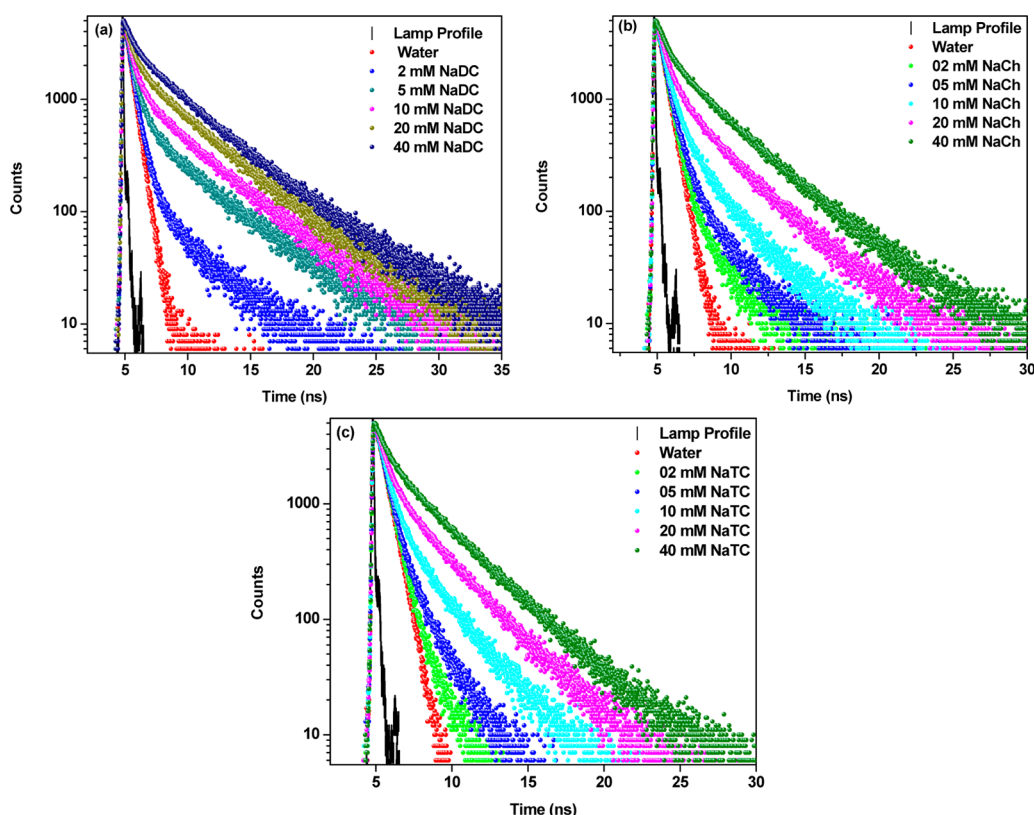 (a)
Lamp Profile
Water
2 mM NaDC
5 mM NaDC
10 mM NaDC
20 mM NaDC
40 mM NaDC
1000
100
10
Counts
5 10 15 20 25 30 35
Time (ns)
(b)
Lamp Profile
Water
02 mM NaCh
05 mM NaCh
10 mM NaCh
20 mM NaCh
40 mM NaCh
1000
100
10
Counts
5 10 15 20 25 30
Time (ns)
(c)
Lamp Profile
Water
02 mM NaTC
05 mM NaTC
10 mM NaTC
20 mM NaTC
40 mM NaTC
1000
100
10
Counts
5 10 15 20 25 30
Time (ns)